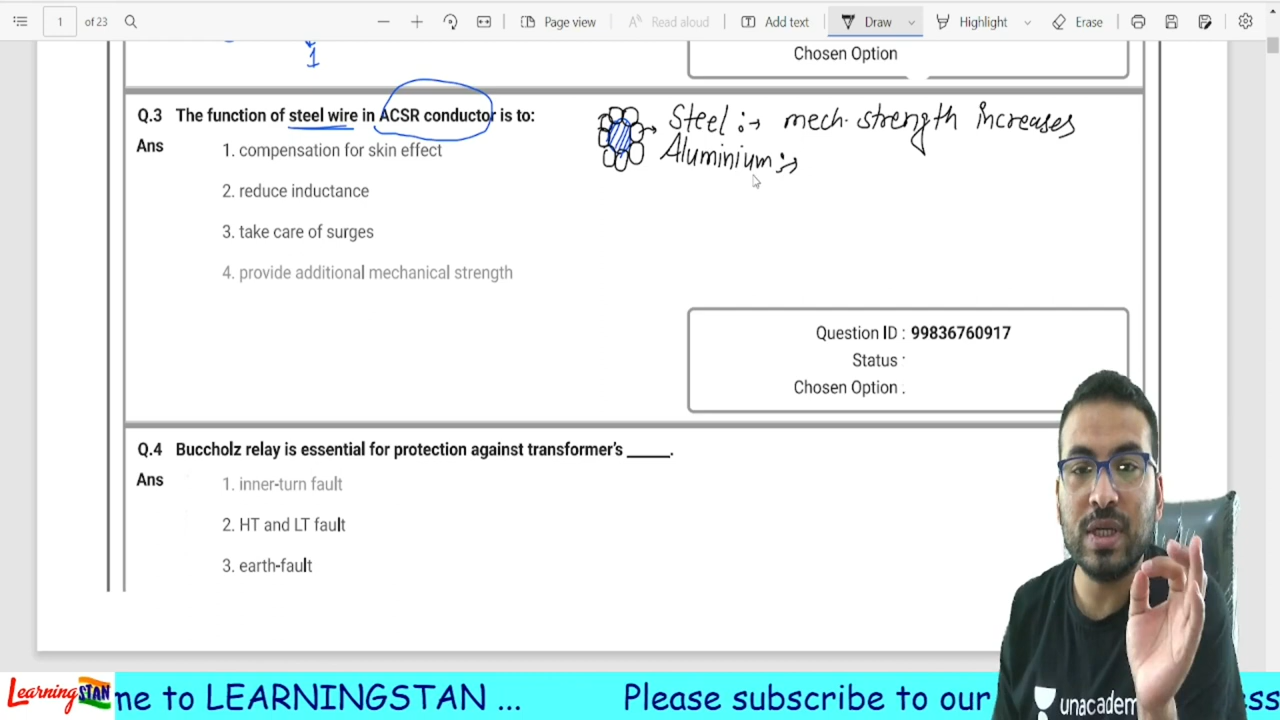 1
of 23
Page view
Read aloud
Add text
Draw
Highlight
Erase
1
Chosen Option
Q.3 The function of steel wire in ACSR conductor is to:
Ans
1. compensation for skin effect
2. reduce inductance
3. take care of surges
4. provide additional mechanical strength
Steel :→ mech. strength increases
Aluminium :→
Question ID : 99836760917
Status :
Chosen Option :
Q.4 Buccholz relay is essential for protection against transformer's _____.
Ans
1. inner-turn fault
2. HT and LT fault
3. earth-fault
unacadem
LearningSTAN
me to LEARNINGSTAN ... Please subscribe to our ess